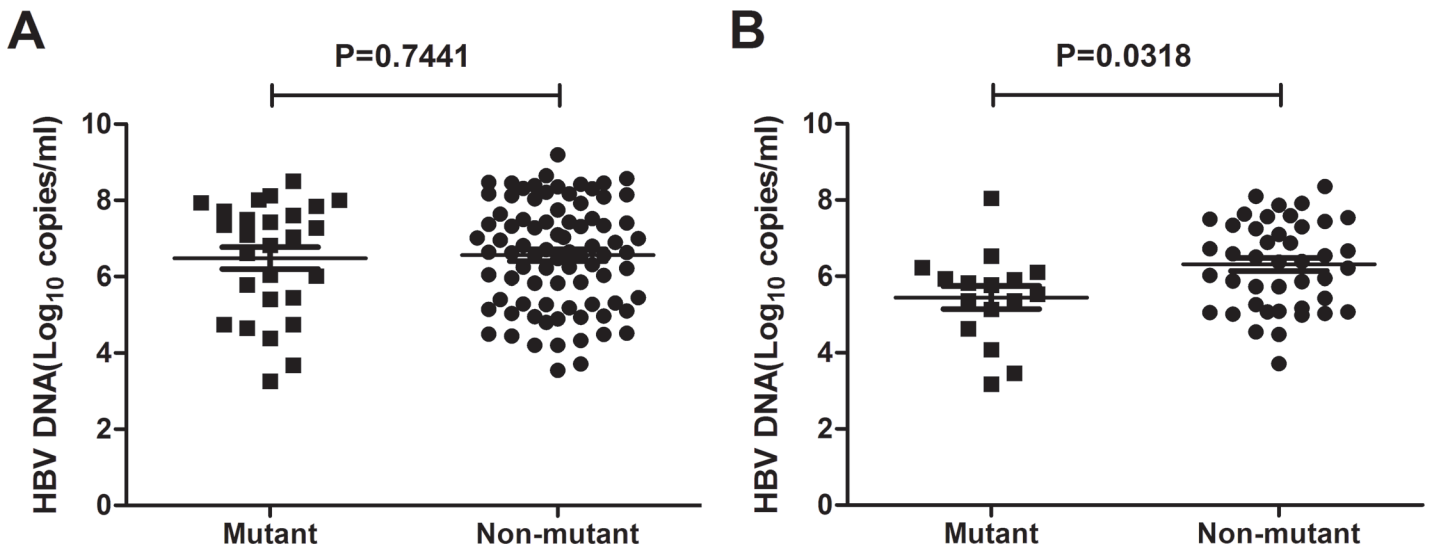 A
P=0.7441
HBV DNA(Log10 copies/ml)
10
8
6
4
2
0
Mutant Non-mutant
B
P=0.0318
HBV DNA(Log10 copies/ml)
10
8
6
4
2
0
Mutant Non-mutant